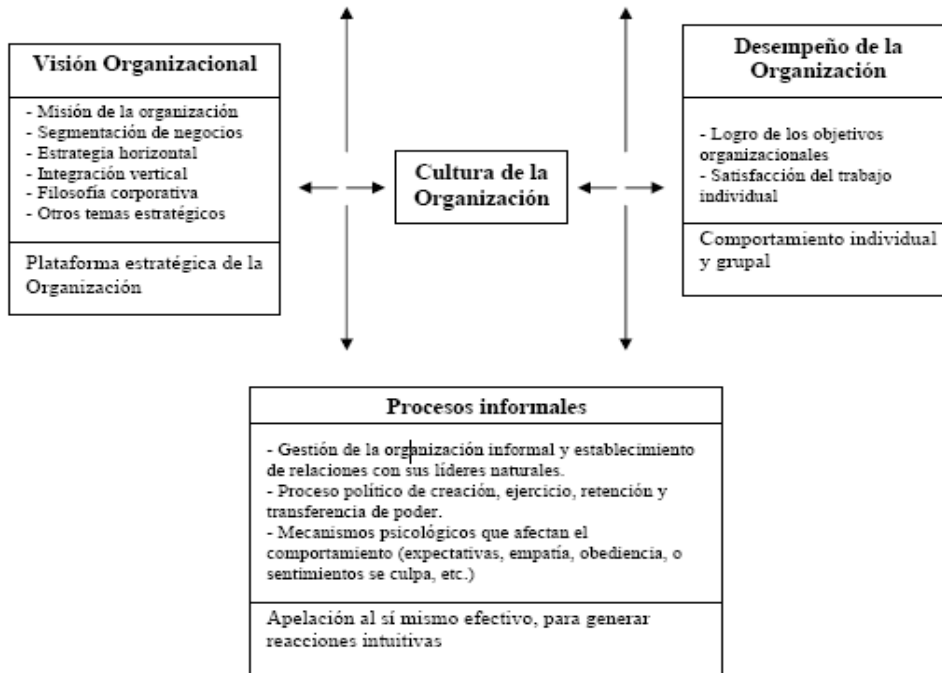 Visión Organizacional
- Misión de la organización
- Segmentación de negocios
- Estrategia horizontal
- Integración vertical
- Filosofía corporativa
- Otros temas estratégicos
Plataforma estratégica de la
Organización
Cultura de la
Organización
Desempeño de la
Organización
- Logro de los objetivos
organizacionales
- Satisfacción del trabajo
individual
Comportamiento individual
y grupal
Procesos informales
- Gestión de la organización informal y establecimiento
de relaciones con sus líderes naturales.
- Proceso político de creación, ejercicio, retención y
transferencia de poder.
- Mecanismos psicológicos que afectan el
comportamiento (expectativas, empatía, obediencia, o
sentimientos se culpa, etc.)
Apelación al sí mismo efectivo, para generar
reacciones intuitivas